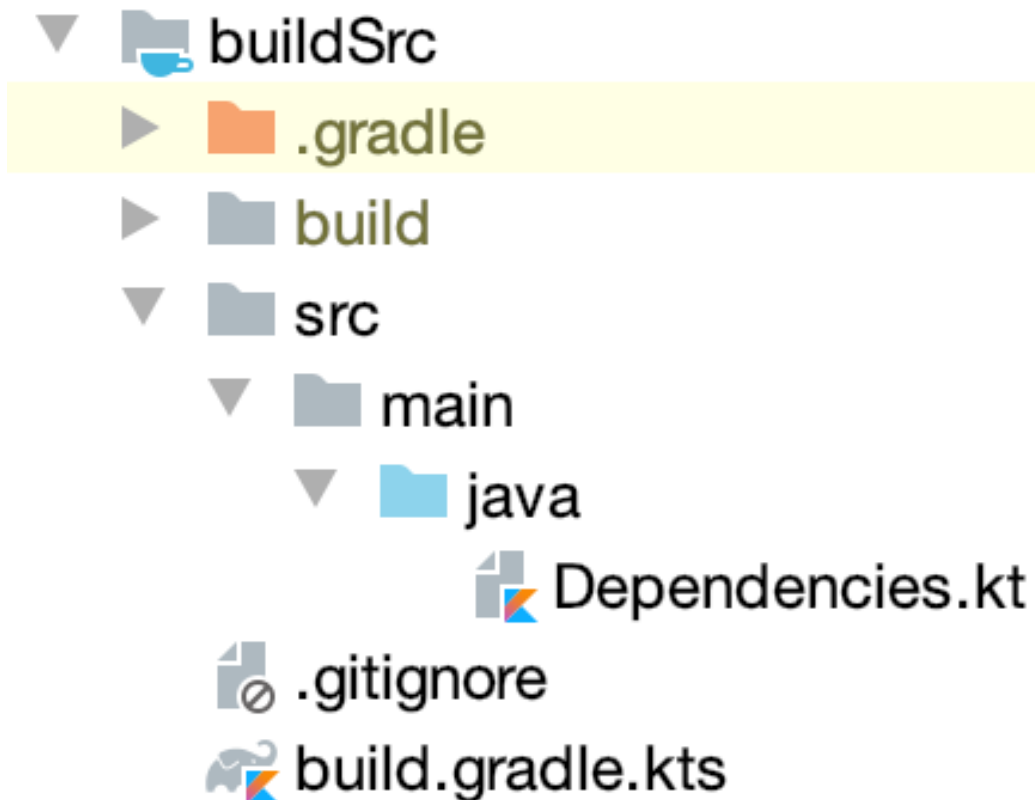 buildSrc
.gradle
build
src
main
java
Dependencies.kt
.gitignore
build.gradle.kts